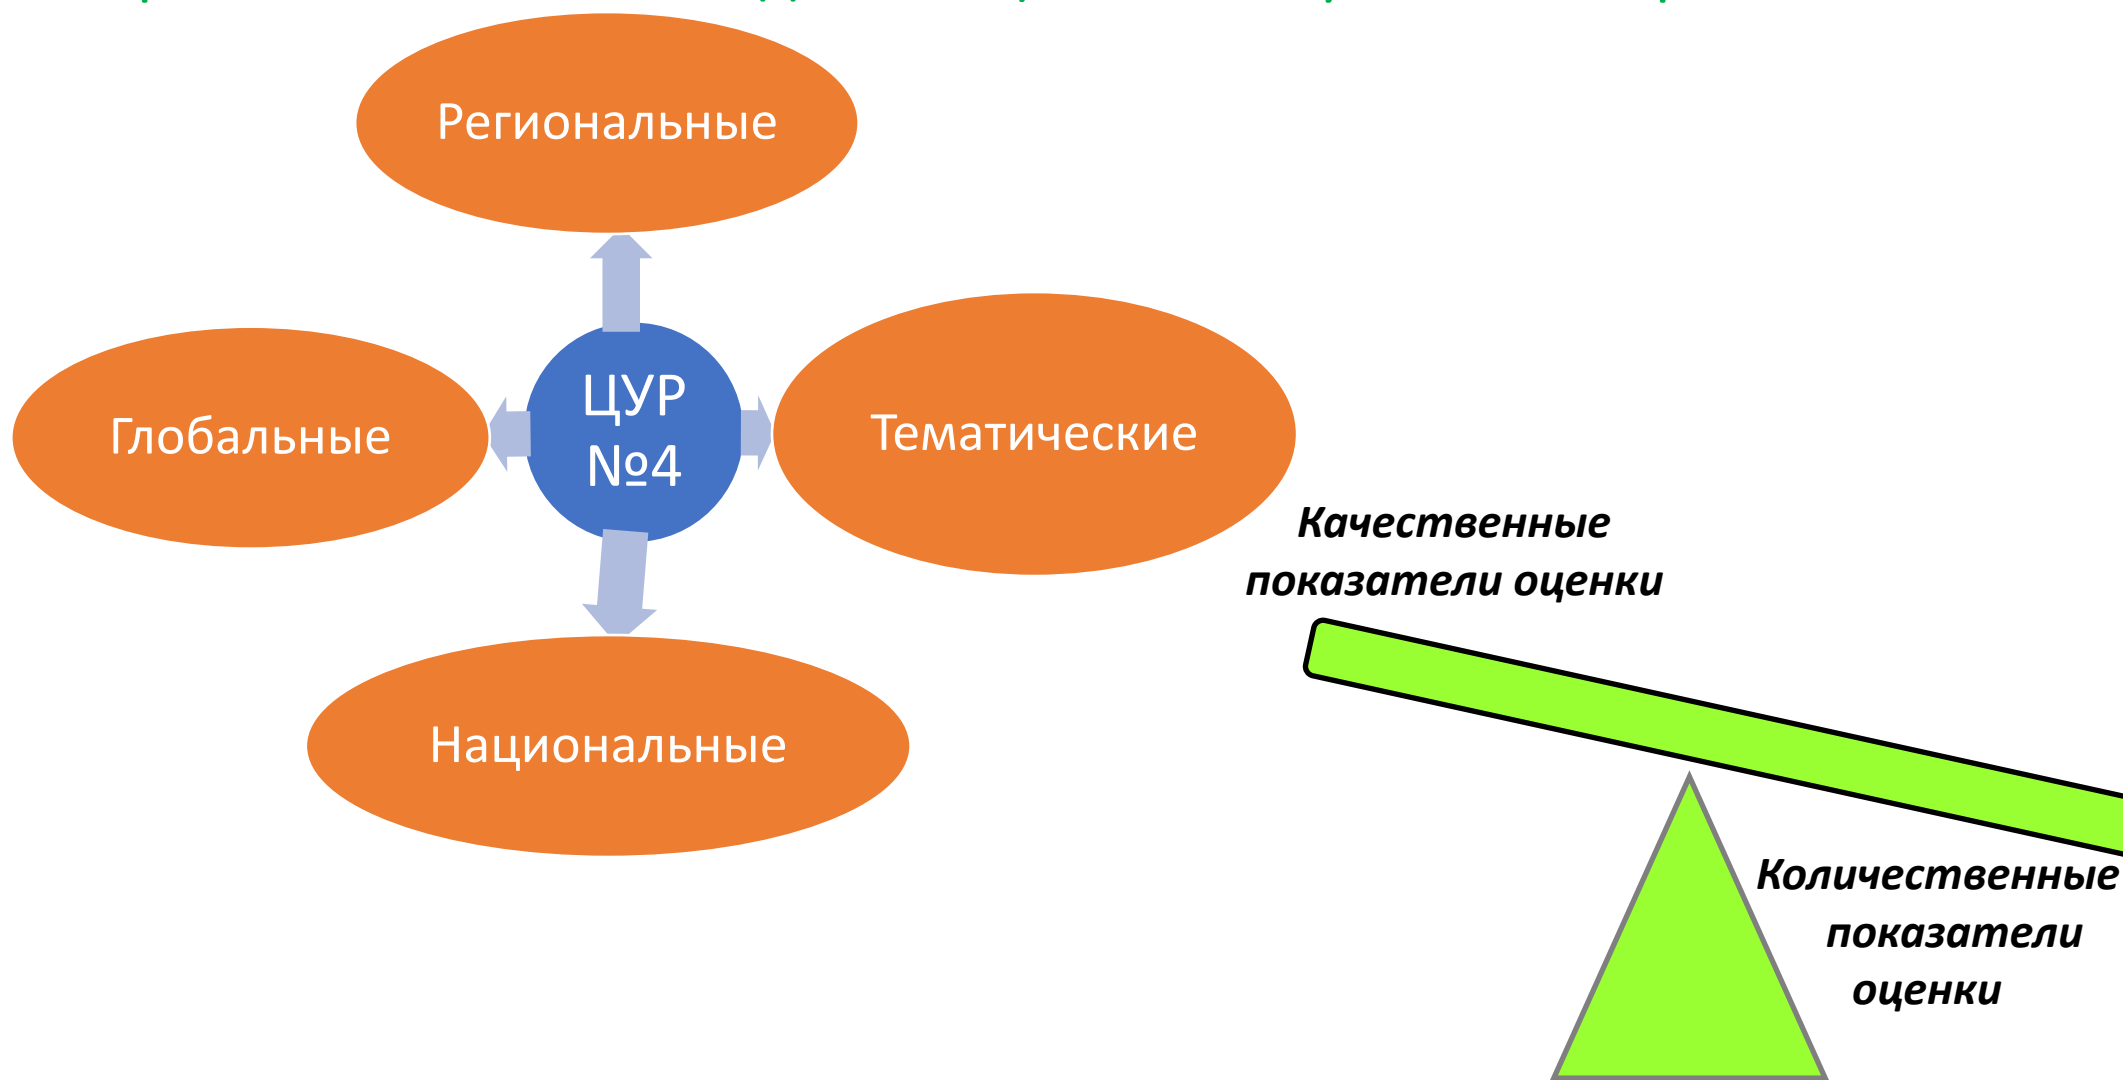 Региональные
Глобальные
ЦУР
№4
Тематические
Национальные
Качественные
показатели оценки
Количественные
показатели
оценки